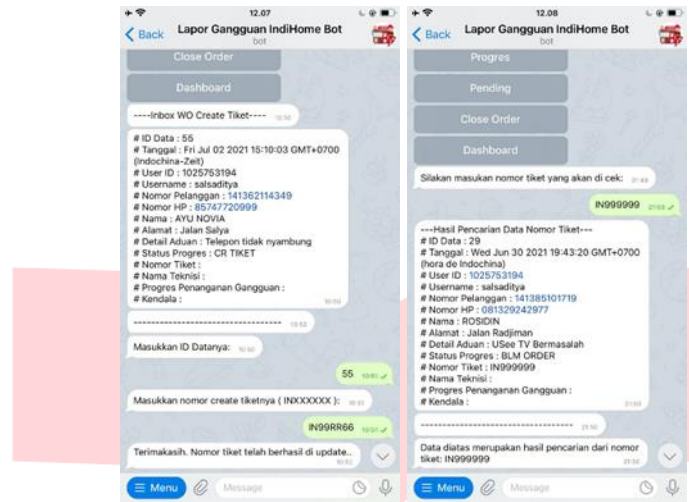 12.07
Back
Lapor Gangguan IndiHome Bot
bot
Close Order
Dashboard
----Inbox WO Create Tiket----
# ID Data : 55
# Tanggal : Fri Jul 02 2021 15:10:03 GMT+0700
(Indochina-Zeit)
# User ID : 1025753194
# Username : salsaditya
# Nomor Pelanggan : 141362114349
# Nomor HP : 85747720999
# Nama : AYU NOVIA
# Alamat : Jalan Salya
# Detail Aduan : Telepon tidak nyambung
# Status Progres : CR TIKET
# Nomor Tiket :
# Nama Teknisi :
# Progres Penanganan Gangguan :
# Kendala :
----------------------------------
Masukkan ID Datanya:
55
Masukkan nomor create tiketnya ( INXXXXXX ):
IN99RR66
Terimakasih. Nomor tiket telah berhasil di update..
Menu
Message
12.08
Back
Lapor Gangguan IndiHome Bot
bot
Progres
Pending
Close Order
Dashboard
Silakan masukan nomor tiket yang akan di cek:
IN999999
---Hasil Pencarian Data Nomor Tiket---
# ID Data : 29
# Tanggal : Wed Jun 30 2021 19:43:20 GMT+0700
(hora de Indochina)
# User ID : 1025753194
# Username : salsaditya
# Nomor Pelanggan : 141385101719
# Nomor HP : 081329242977
# Nama : ROSIDIN
# Alamat : Jalan Radjiman
# Detail Aduan : USee TV Bermasalah
# Status Progres : BLM ORDER
# Nomor Tiket : IN999999
# Nama Teknisi :
# Progres Penanganan Gangguan :
# Kendala :
-----------------------------------
Data diatas merupakan hasil pencarian dari nomor
tiket: IN999999
Menu
Message